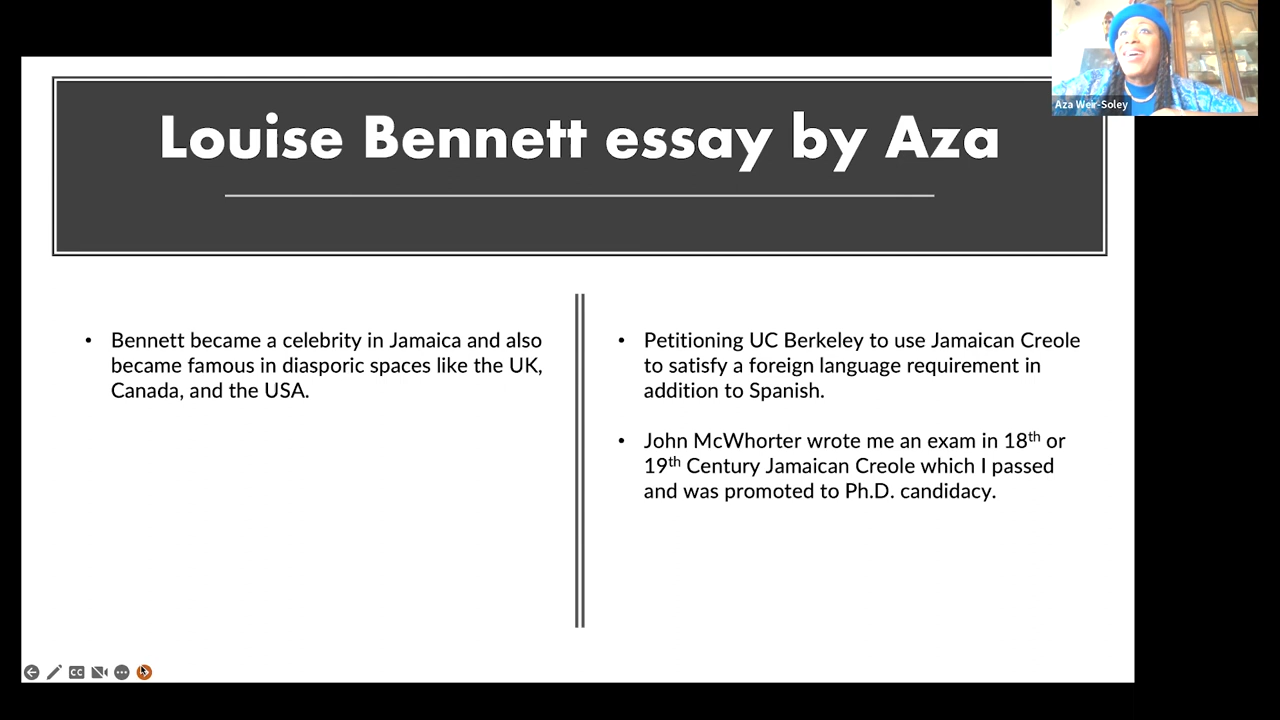 Louise Bennett essay by Aza
Aza Weir-Soley
• Bennett became a celebrity in Jamaica and also
became famous in diasporic spaces like the UK,
Canada, and the USA.
• Petitioning UC Berkeley to use Jamaican Creole
to satisfy a foreign language requirement in
addition to Spanish.
• John McWhorter wrote me an exam in 18th or
19th Century Jamaican Creole which I passed
and was promoted to Ph.D. candidacy.
CC